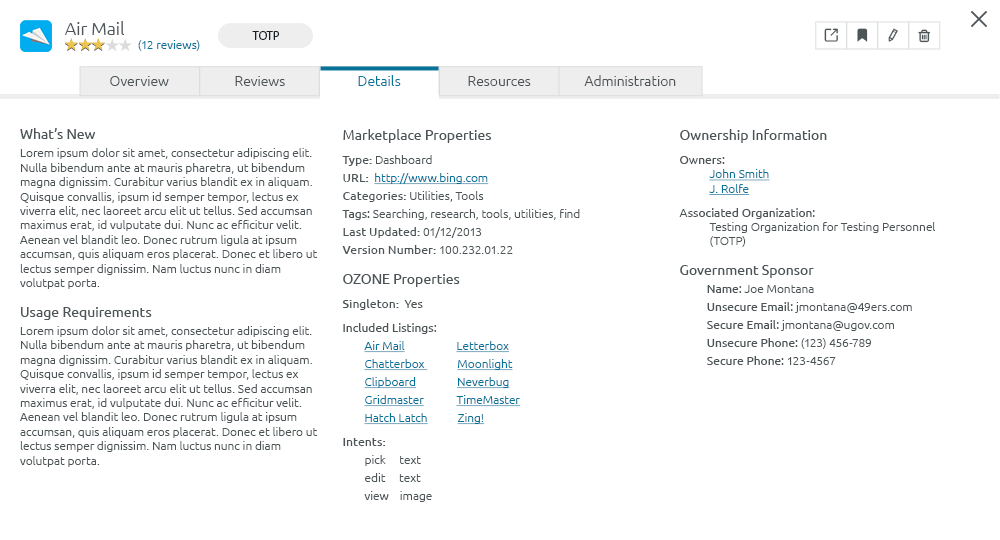 Air Mail
(12 reviews)
TOTP
Overview
Reviews
Details
Resources
Administration
What's New
Lorem ipsum dolor sit amet, consectetur adipiscing elit.
Nulla bibendum ante at mauris pharetra, ut bibendum
magna dignissim. Curabitur varius blandit ex in aliquam.
Quisque convallis, ipsum id semper tempor, lectus ex
viverra elit, nec laoreet arcu elit ut tellus. Sed accumsan
maximus erat, id vulputate dui. Nunc ac efficitur velit.
Aenean vel blandit leo. Donec rutrum ligula at ipsum
accumsan, quis aliquam eros placerat. Donec et libero ut
lectus semper dignissim. Nam luctus nunc in diam
volutpat porta.
Usage Requirements
Lorem ipsum dolor sit amet, consectetur adipiscing elit.
Nulla bibendum ante at mauris pharetra, ut bibendum
magna dignissim. Curabitur varius blandit ex in aliquam.
Quisque convallis, ipsum id semper tempor, lectus ex
viverra elit, nec laoreet arcu elit ut tellus. Sed accumsan
maximus erat, id vulputate dui. Nunc ac efficitur velit.
Aenean vel blandit leo. Donec rutrum ligula at ipsum
accumsan, quis aliquam eros placerat. Donec et libero ut
lectus semper dignissim. Nam luctus nunc in diam
volutpat porta.
Marketplace Properties
Type: Dashboard
URL: http://www.bing.com
Categories: Utilities, Tools
Tags: Searching, research, tools, utilities, find
Last Updated: 01/12/2013
Version Number: 100.232.01.22
OZONE Properties
Singleton: Yes
Included Listings:
Air Mail Letterbox
Chatterbox Moonlight
Clipboard Neverbug
Gridmaster TimeMaster
Hatch Latch Zing!
Intents:
pick text
edit text
view image
Ownership Information
Owners:
John Smith
J. Rolfe
Associated Organization:
Testing Organization for Testing Personnel
(TOTP)
Government Sponsor
Name: Joe Montana
Unsecure Email: jmontana@49ers.com
Secure Email: jmontana@ugov.com
Unsecure Phone: (123) 456-789
Secure Phone: 123-4567